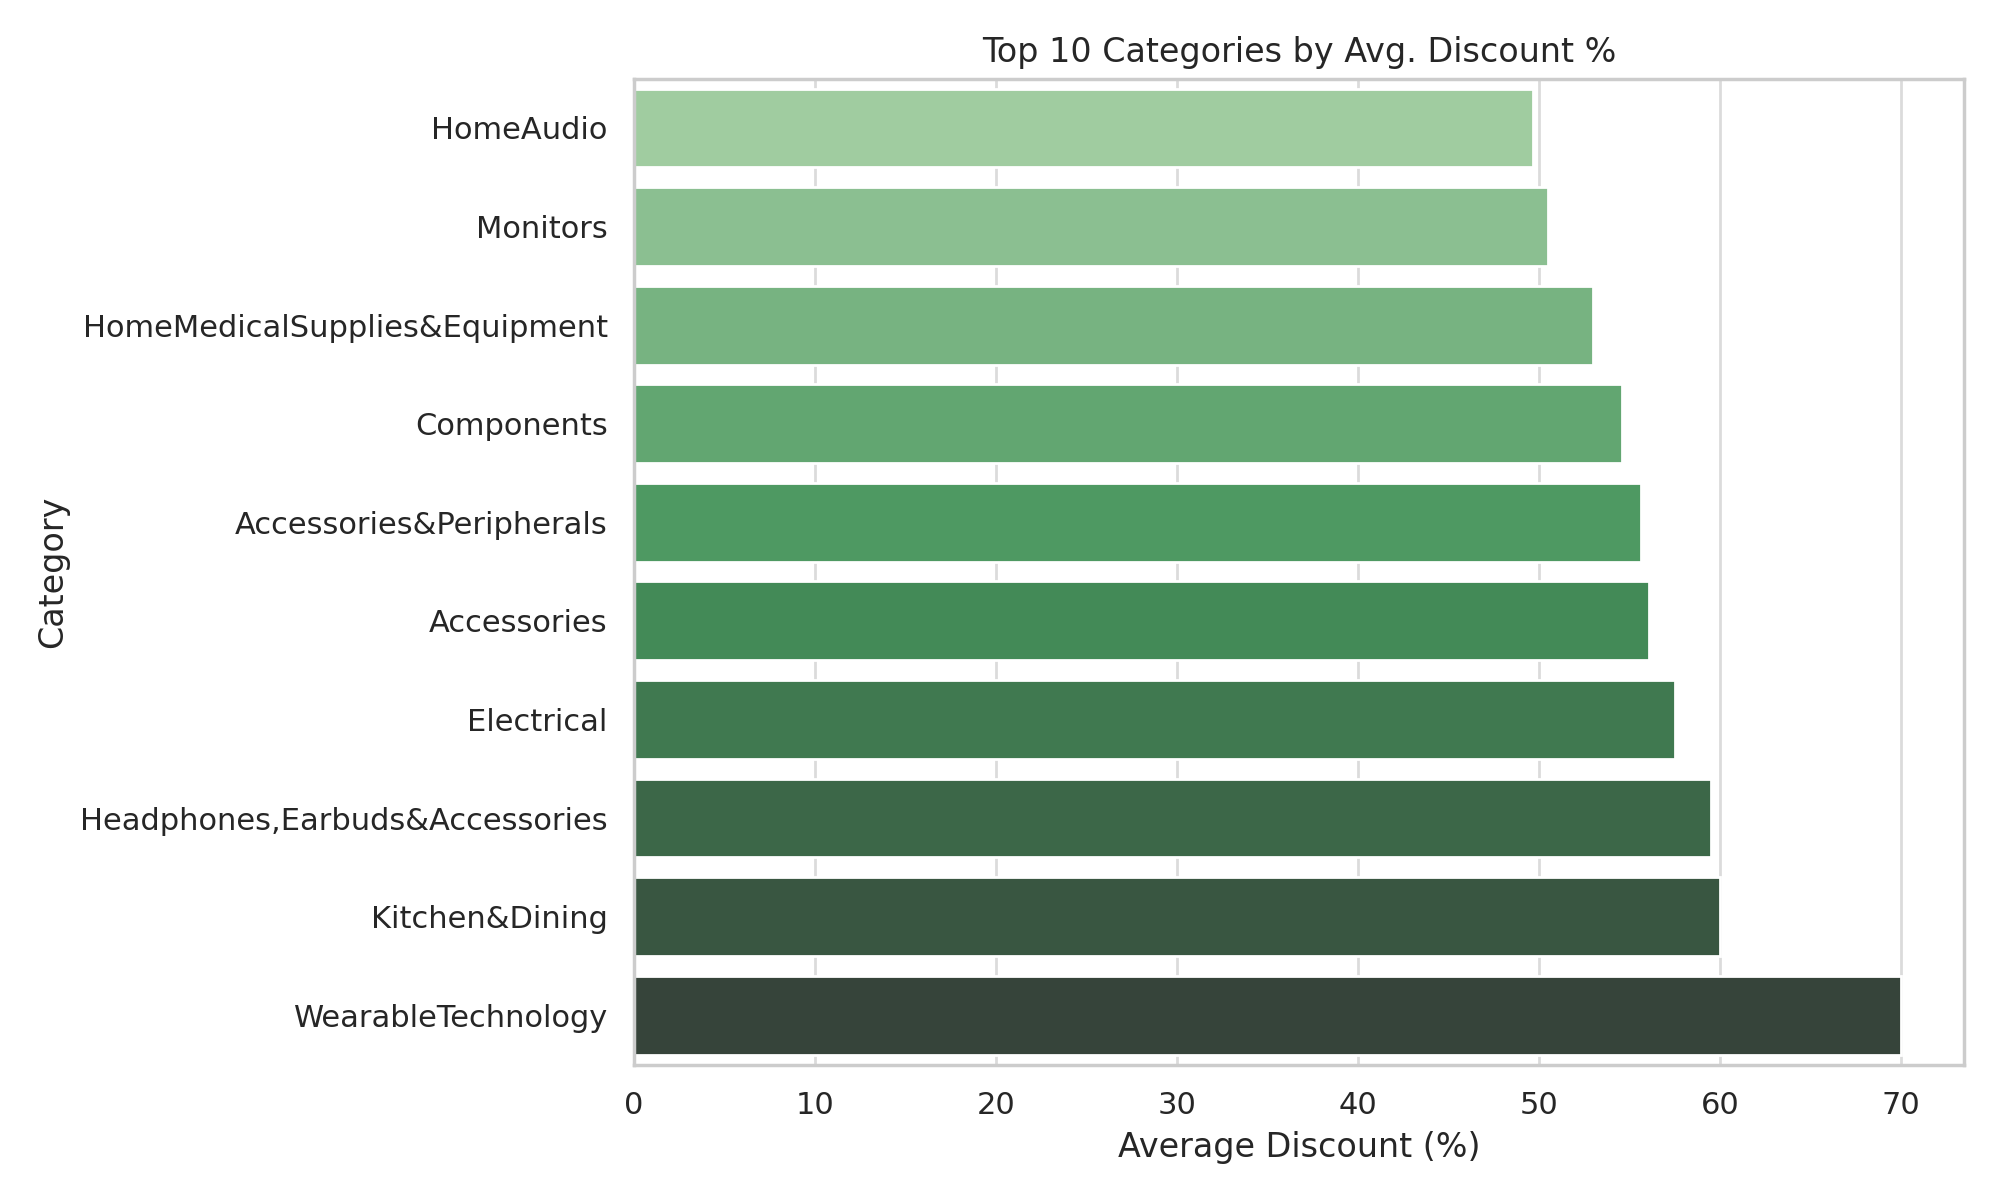 Top 10 Categories by Avg. Discount %
HomeAudio
Monitors
HomeMedicalSupplies&Equipment
Components
Accessories&Peripherals
Accessories
Electrical
Headphones,Earbuds&Accessories
Kitchen&Dining
WearableTechnology
Category
0 10 20 30 40 50 60 70
Average Discount (%)